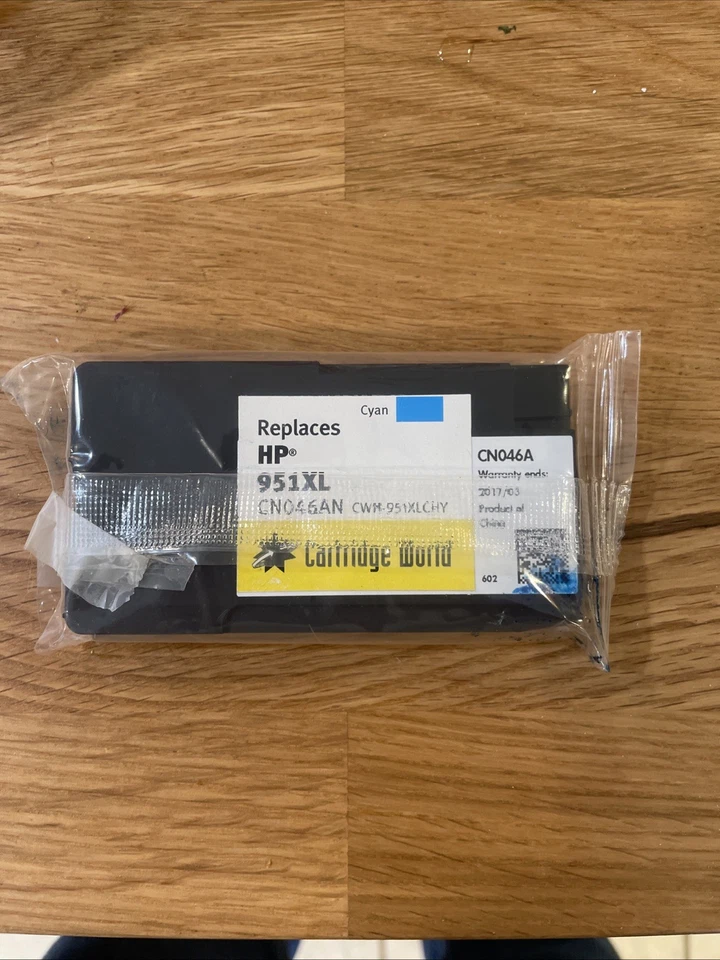 Cyan
Replaces
HP®
951XL
CN046AN CWM-951XLCHY
Cartridge World
CN046A
Warranty ends:
2017/03
Product of
China
602